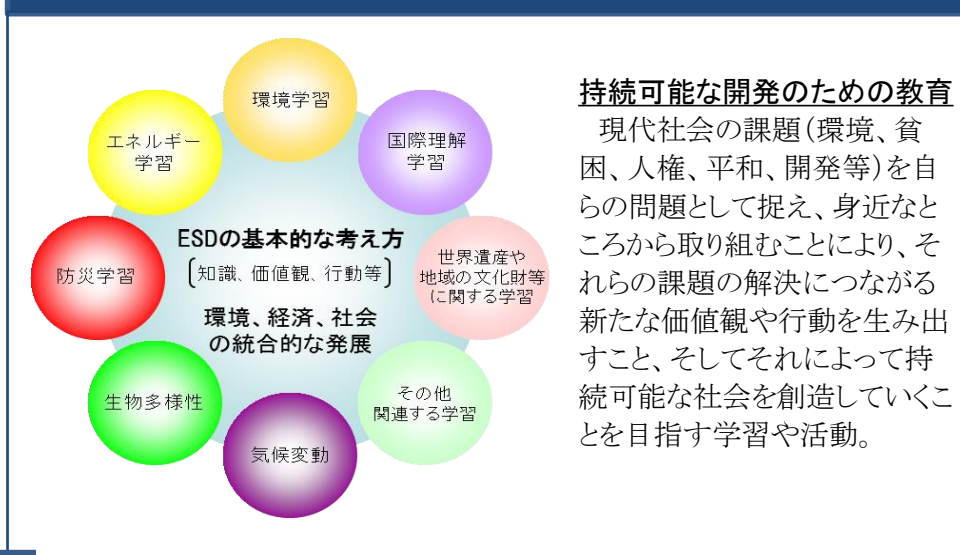 環境学習
エネルギー
学習
国際理解
学習
ESDの基本的な考え方
[知識、価値観、行動等]
防災学習
世界遺産や
地域の文化財等
に関する学習
環境、経済、社会
の統合的な発展
生物多様性
その他
関連する学習
気候変動
持続可能な開発のための教育
現代社会の課題(環境、貧
困、人権、平和、開発等)を自
らの問題として捉え、身近なと
ころから取り組むことにより、そ
れらの課題の解決につながる
新たな価値観や行動を生み出
すこと、そしてそれによって持
続可能な社会を創造していくこ
とを目指す学習や活動。